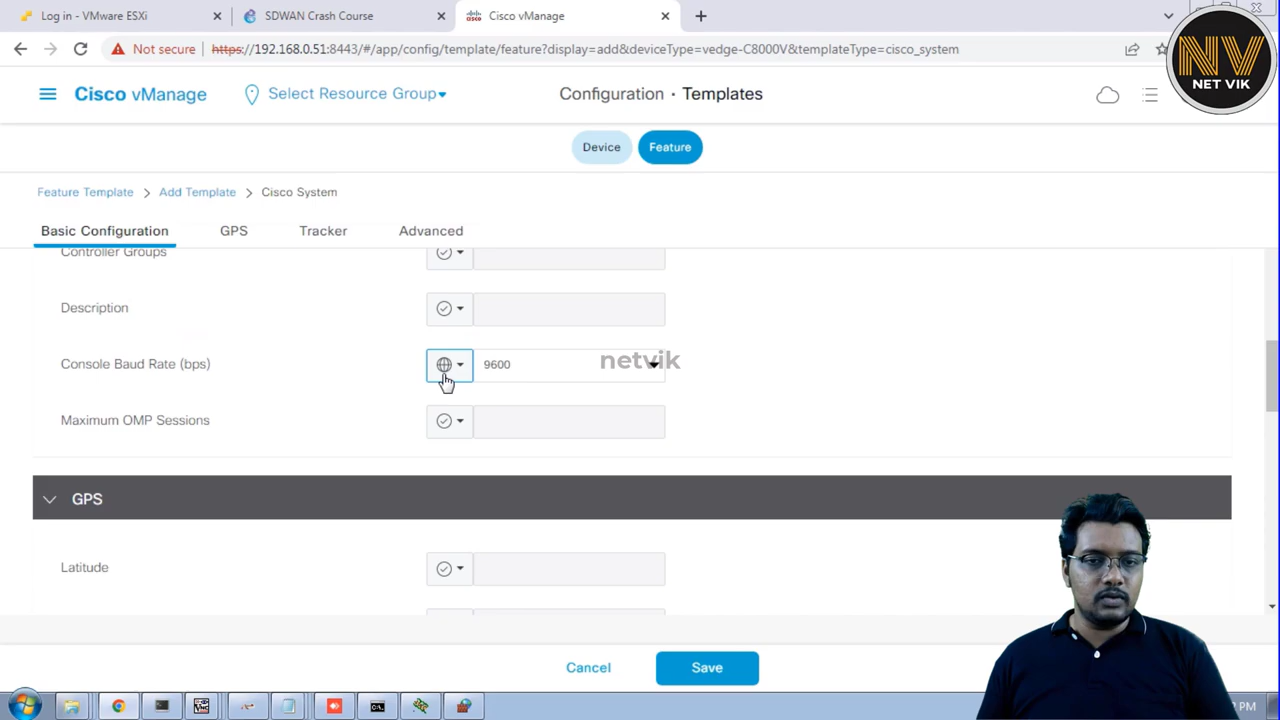 Log in - VMware ESXi
SDWAN Crash Course
Cisco vManage
Not secure
https://192.168.0.51:8443/#/app/config/template/feature?display=add&deviceType=vedge-C8000V&templateType=cisco_system
NV
NET VIK
Cisco vManage
Select Resource Group
Configuration · Templates
Device
Feature
Feature Template > Add Template > Cisco System
Basic Configuration
GPS
Tracker
Advanced
Controller Groups
Description
Console Baud Rate (bps)
9600
netvik
Maximum OMP Sessions
GPS
Latitude
Cancel
Save
PM